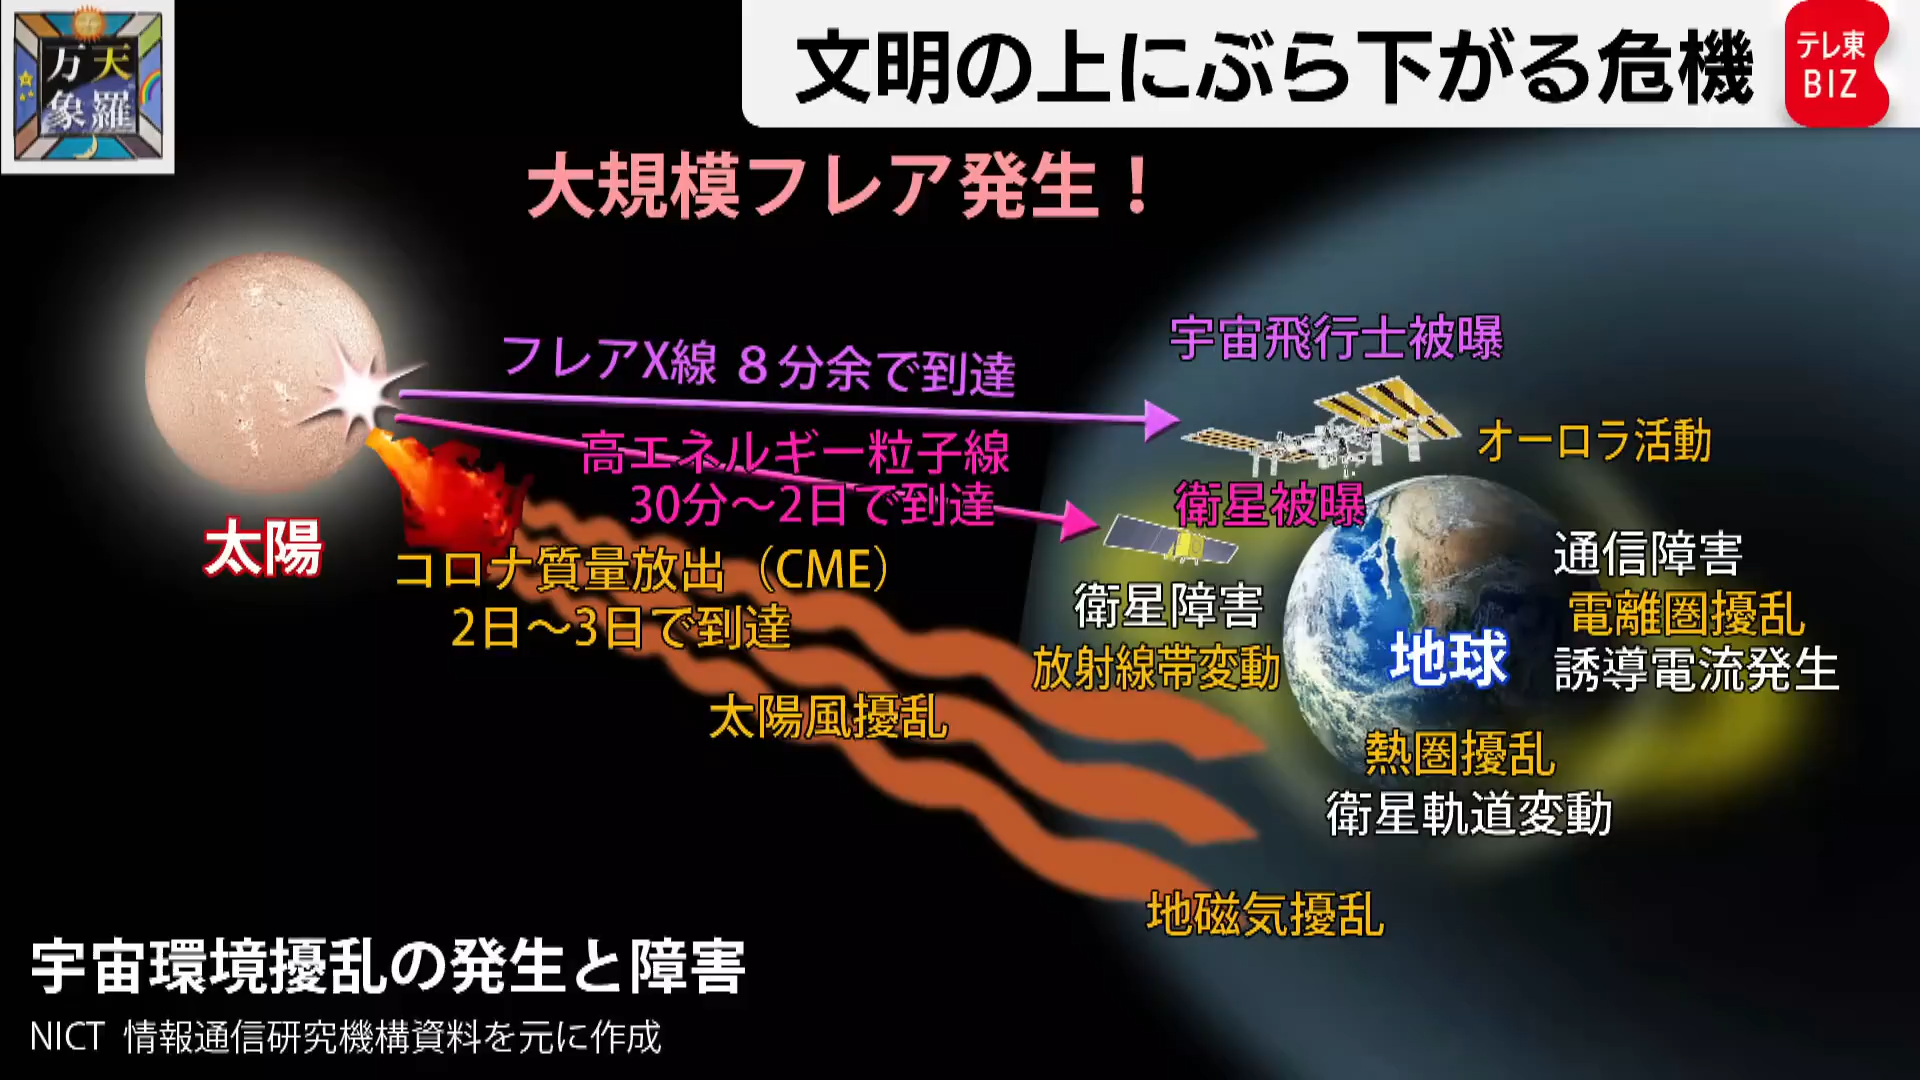 天羅
万象
文明の上にぶら下がる危機
テレ東
BIZ
大規模フレア発生！
フレアX線 8分余で到達
高エネルギー粒子線
30分～2日で到達
コロナ質量放出（CME）
2日～3日で到達
太陽風擾乱
太陽
宇宙飛行士被曝
オーロラ活動
衛星被曝
衛星障害
放射線帯変動
通信障害
電離圏擾乱
誘導電流発生
地球
熱圏擾乱
衛星軌道変動
地磁気擾乱
宇宙環境擾乱の発生と障害
NICT 情報通信研究機構資料を元に作成